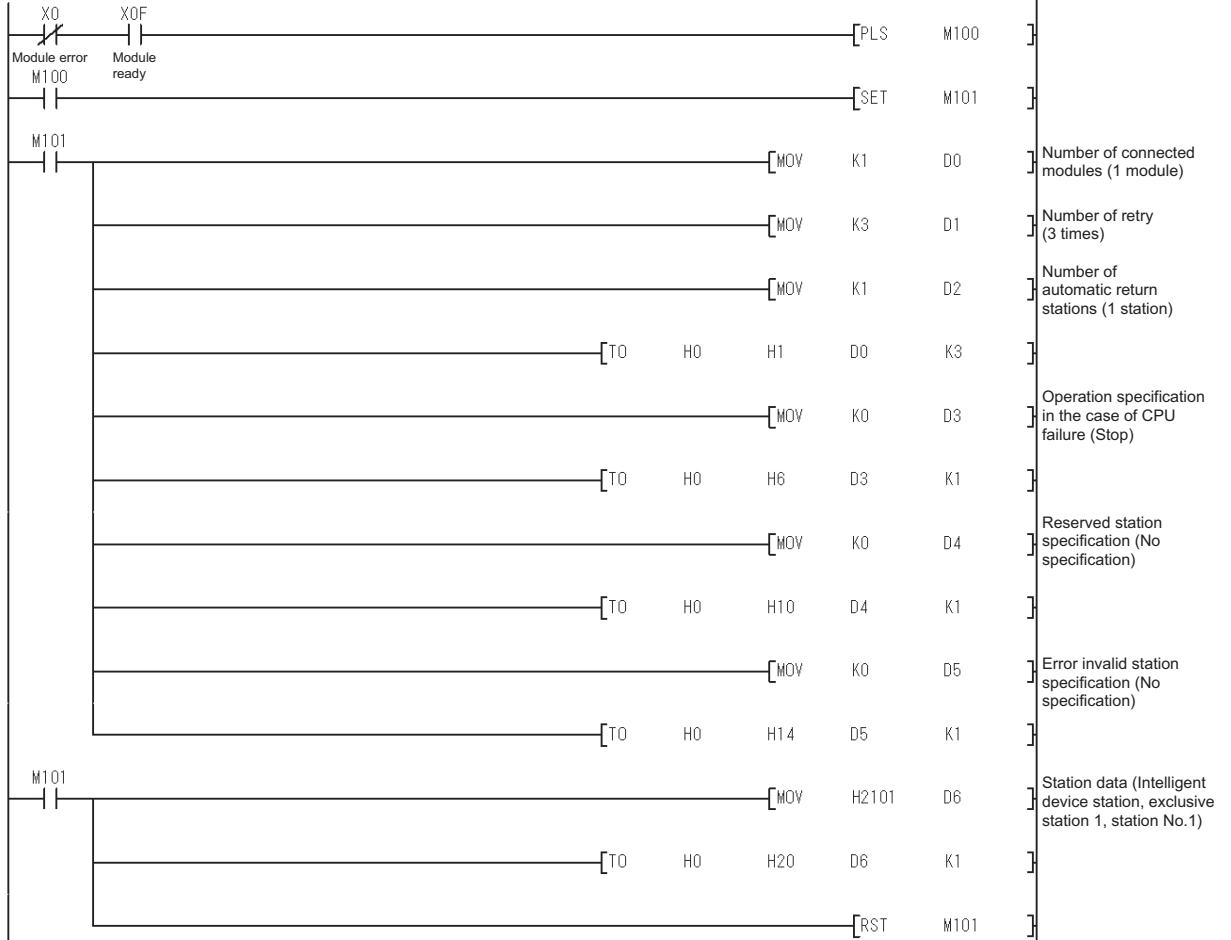 X0 X0F
[PLS M100 ]
Module error Module
ready
M100
[SET M101 ]
M101
[MOV K1 D0 ] Number of connected
modules (1 module)
[MOV K3 D1 ] Number of retry
(3 times)
[MOV K1 D2 ] Number of
automatic return
stations (1 station)
[TO H0 H1 D0 K3 ]
[MOV K0 D3 ] Operation specification
in the case of CPU
failure (Stop)
[TO H0 H6 D3 K1 ]
[MOV K0 D4 ] Reserved station
specification (No
specification)
[TO H0 H10 D4 K1 ]
[MOV K0 D5 ] Error invalid station
specification (No
specification)
[TO H0 H14 D5 K1 ]
M101
[MOV H2101 D6 ] Station data (Intelligent
device station, exclusive
station 1, station No.1)
[TO H0 H20 D6 K1 ]
[RST M101 ]